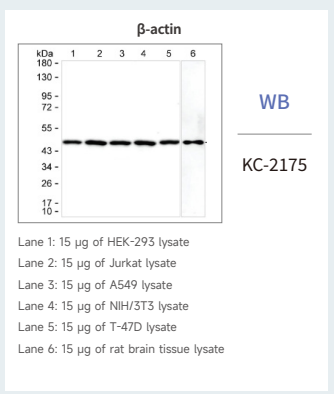 β-actin
kDa 1 2 3 4 5 6
180 -
130 -
95 -
72 -
55 -
43 -
34 -
26 -
17 -
10 -
WB
KC-2175
Lane 1: 15 μg of HEK-293 lysate
Lane 2: 15 μg of Jurkat lysate
Lane 3: 15 μg of A549 lysate
Lane 4: 15 μg of NIH/3T3 lysate
Lane 5: 15 μg of T-47D lysate
Lane 6: 15 μg of rat brain tissue lysate